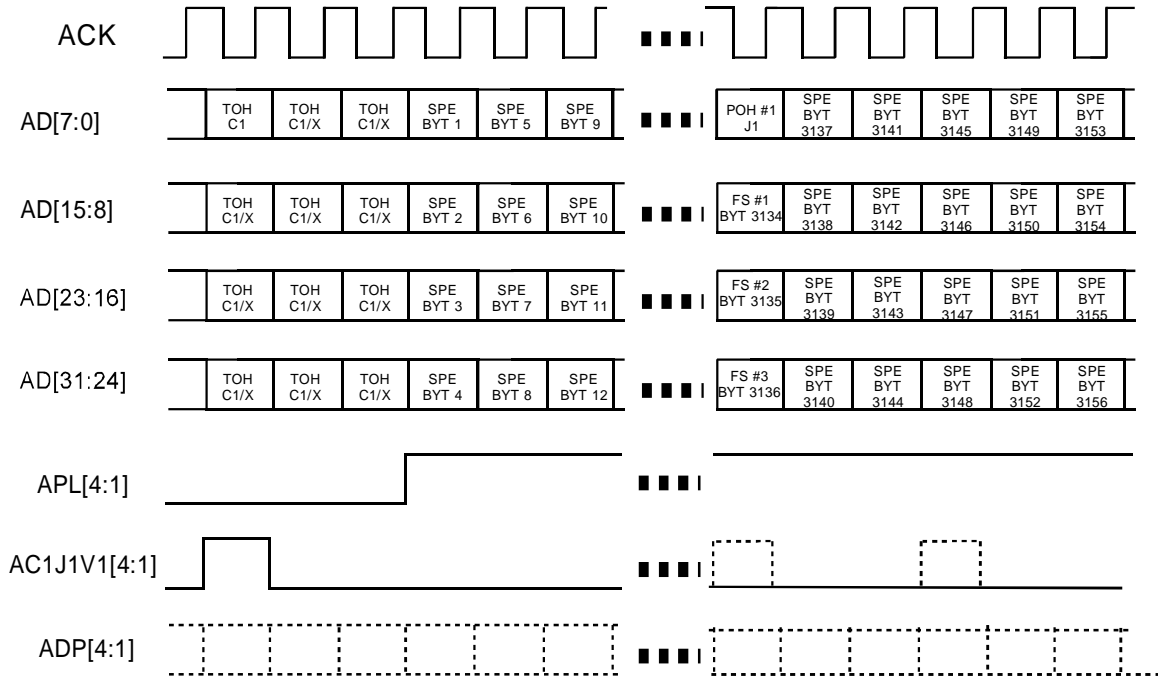 ACK
AD[7:0]
TOH
C1
TOH
C1/X
TOH
C1/X
SPE
BYT 1
SPE
BYT 5
SPE
BYT 9
POH #1
J1
SPE
BYT
3137
SPE
BYT
3141
SPE
BYT
3145
SPE
BYT
3149
SPE
BYT
3153
AD[15:8]
TOH
C1/X
TOH
C1/X
TOH
C1/X
SPE
BYT 2
SPE
BYT 6
SPE
BYT 10
FS #1
BYT 3134
SPE
BYT
3138
SPE
BYT
3142
SPE
BYT
3146
SPE
BYT
3150
SPE
BYT
3154
AD[23:16]
TOH
C1/X
TOH
C1/X
TOH
C1/X
SPE
BYT 3
SPE
BYT 7
SPE
BYT 11
FS #2
BYT 3135
SPE
BYT
3139
SPE
BYT
3143
SPE
BYT
3147
SPE
BYT
3151
SPE
BYT
3155
AD[31:24]
TOH
C1/X
TOH
C1/X
TOH
C1/X
SPE
BYT 4
SPE
BYT 8
SPE
BYT 12
FS #3
BYT 3136
SPE
BYT
3140
SPE
BYT
3144
SPE
BYT
3148
SPE
BYT
3152
SPE
BYT
3156
APL[4:1]
AC1J1V1[4:1]
ADP[4:1]